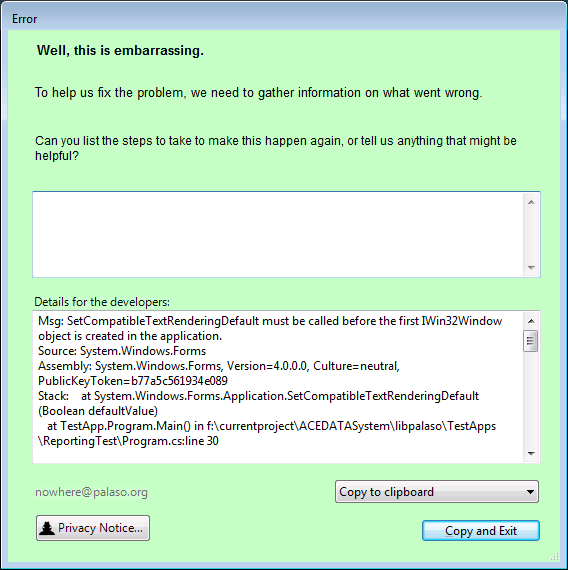 Error
Well, this is embarrassing.
To help us fix the problem, we need to gather information on what went wrong.
Can you list the steps to take to make this happen again, or tell us anything that might be
helpful?
Details for the developers:
Msg: SetCompatibleTextRenderingDefault must be called before the first IWin32Window
object is created in the application.
Source: System.Windows.Forms
Assembly: System.Windows.Forms, Version=4.0.0.0, Culture=neutral,
PublicKeyToken=b77a5c561934e089
Stack:    at System.Windows.Forms.Application.SetCompatibleTextRenderingDefault
(Boolean defaultValue)
   at TestApp.Program.Main() in f:\currentproject\ACEDATASystem\libpalaso\TestApps
\ReportingTest\Program.cs:line 30
nowhere@palaso.org
Copy to clipboard
Privacy Notice...
Copy and Exit